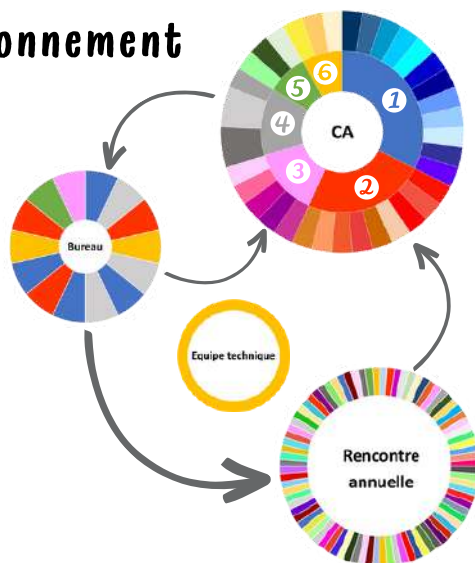 onnement
6
5
1
CA
4
3
2
Bureau
Equipe technique
Rencontre
annuelle